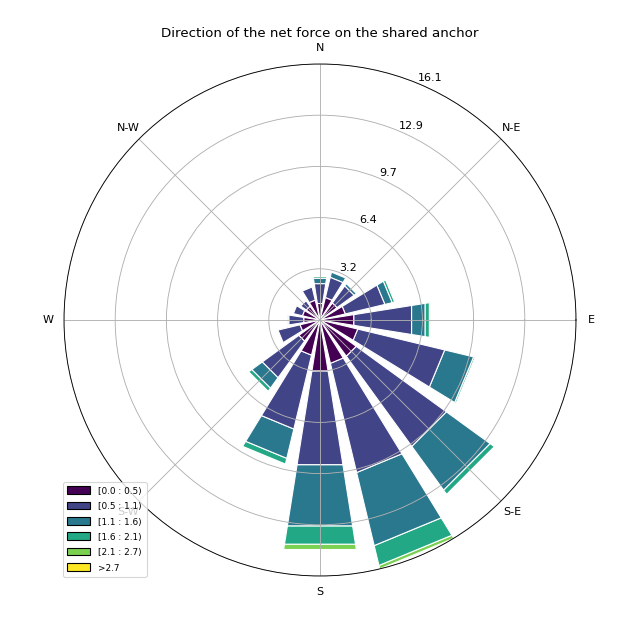 Direction of the net force on the shared anchor
N
16.1
N-W
N-E
12.9
9.7
6.4
3.2
W
E
[0.0 : 0.5)
[0.5 : 1.1)
[1.1 : 1.6)
[1.6 : 2.1)
[2.1 : 2.7)
>2.7
S-W
S-E
S